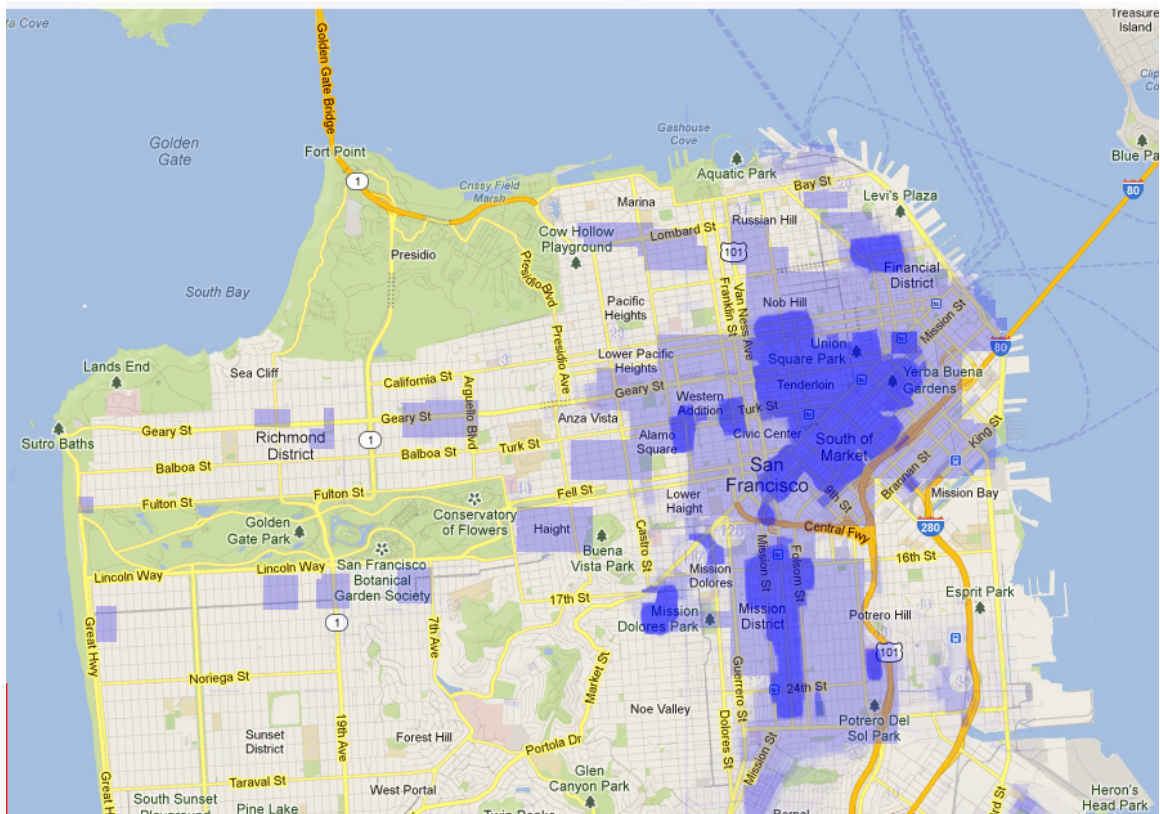 ta Cove
Treasure
Island
Golden Gate Bridge
Golden
Gate
Fort Point
1
Gashouse
Cove
Aquatic Park
Blue Pa
Crissy Field
Marsh
Bay St
Levi's Plaza
80
Marina
Russian Hill
Lombard St
101
Cow Hollow
Playground
Presidio
Presidio Blvd
Financial
District
South Bay
Pacific
Heights
Nob Hill
Van Ness Ave
Franklin St
Mission St
Presidio Ave
Union
Square Park
80
Lands End
Sea Cliff
California St
Lower Pacific
Heights
Geary St
Arguello Blvd
Yerba Buena
Gardens
Tenderloin
Western
Addition
Turk St
Geary St
Anza Vista
Sutro Baths
Geary St
Richmond
District
1
Turk St
Alamo
Square
Civic Center
South of
Market
King St
Balboa St
Balboa St
San
Francisco
Brannan St
Fulton St
Fulton St
Fell St
9th St
Mission Bay
Conservatory
of Flowers
Lower
Haight
Golden
Gate Park
Haight
Castro St
Central Fwy
280
Buena
Vista Park
Lincoln Way
Lincoln Way
San Francisco
Botanical
Garden Society
Mission
Dolores
Mission St
Folsom St
16th St
17th St
Esprit Park
Great Hwy
1
7th Ave
Mission
Dolores Park
Mission
District
Potrero Hill
101
Noriega St
Market St
Guerrero St
24th St
Dolores St
Noe Valley
Potrero Del
Sol Park
Sunset
District
19th Ave
Forest Hill
Portola Dr
Mission St
Taraval St
West Portal
Glen
Canyon Park
Great H
South Sunset
Playground
Pine Lake
Twin Peaks
Bernal
3rd St
Heron's
Head Park